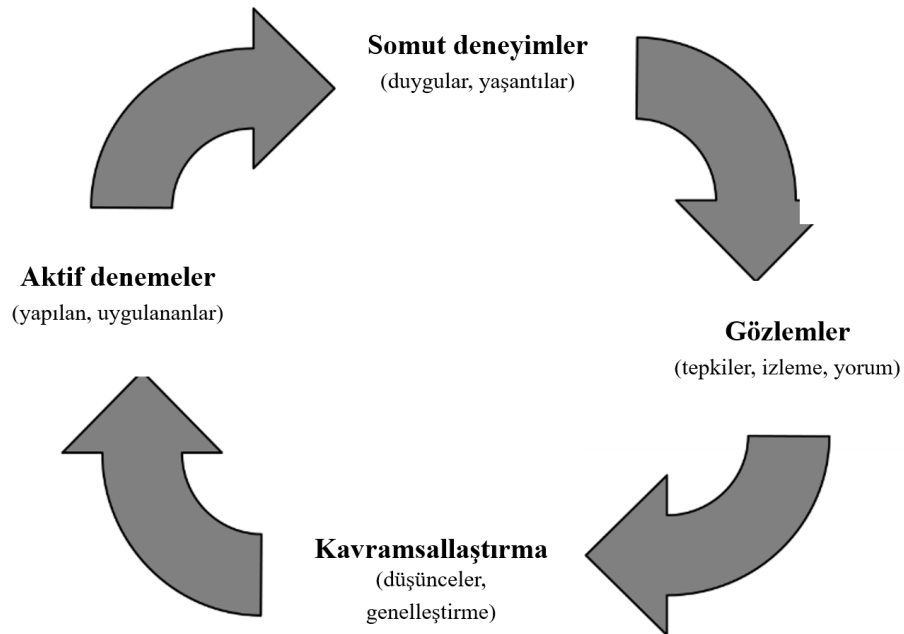 Somut deneyimler
(duygular, yaşantılar)
Gözlemler
(tepkiler, izleme, yorum)
Kavramsallaştırma
(düşünceler,
genelleştirme)
Aktif denemeler
(yapılan, uygulananlar)